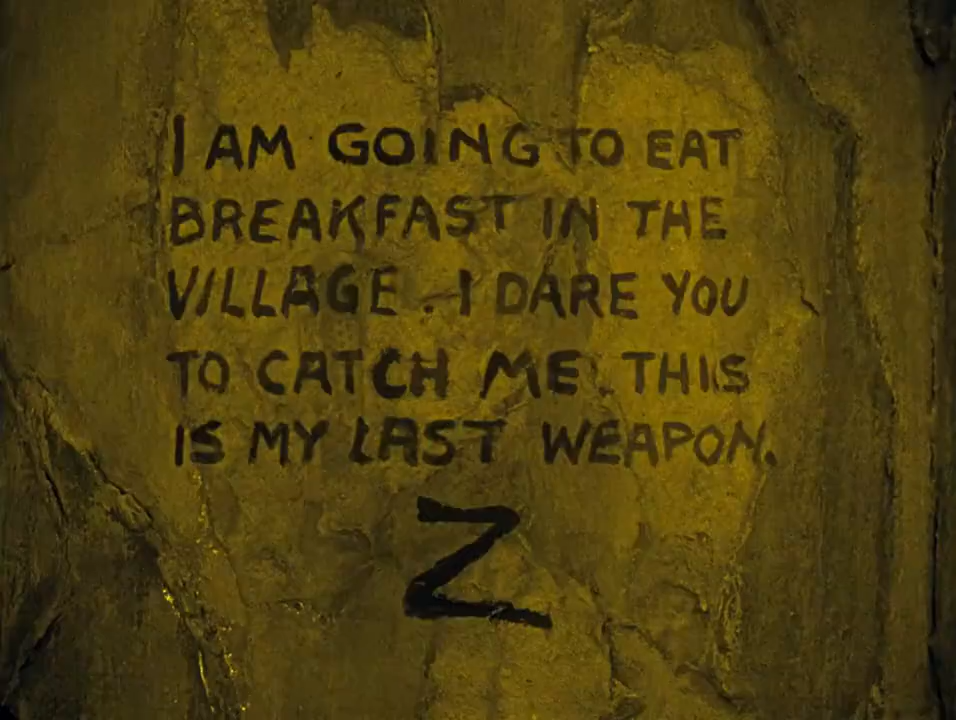 I AM GOING TO EAT
BREAKFAST IN THE
VILLAGE. I DARE YOU
TO CATCH ME. THIS
IS MY LAST WEAPON.
Z